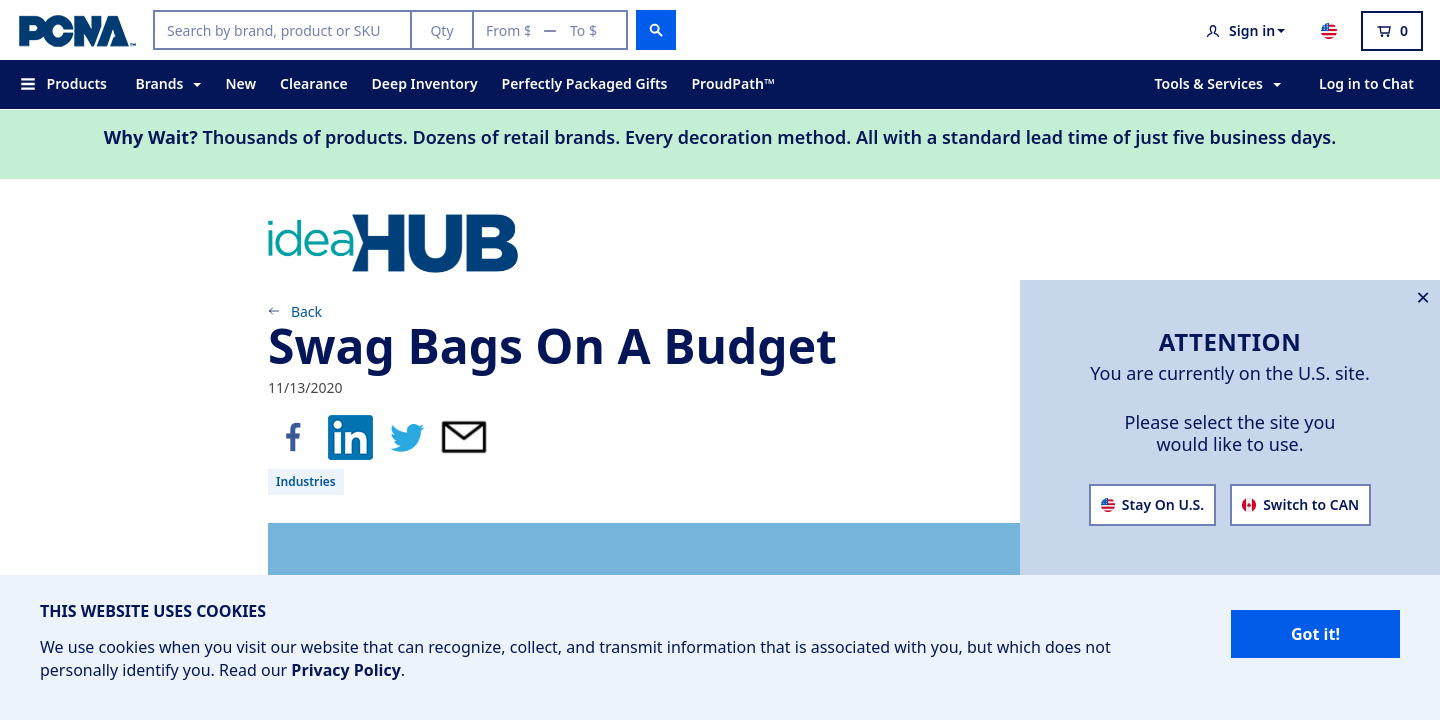 PCNA™
Search by brand, product or SKU
Qty
From $ — To $
Sign in
0
Products
Brands
New
Clearance
Deep Inventory
Perfectly Packaged Gifts
ProudPath™
Tools & Services
Log in to Chat
Why Wait? Thousands of products. Dozens of retail brands. Every decoration method. All with a standard lead time of just five business days.
ideaHUB
Back
Swag Bags On A Budget
11/13/2020
Industries
ATTENTION
You are currently on the U.S. site.
Please select the site you
would like to use.
Stay On U.S.
Switch to CAN
THIS WEBSITE USES COOKIES
We use cookies when you visit our website that can recognize, collect, and transmit information that is associated with you, but which does not
personally identify you. Read our Privacy Policy.
Got it!